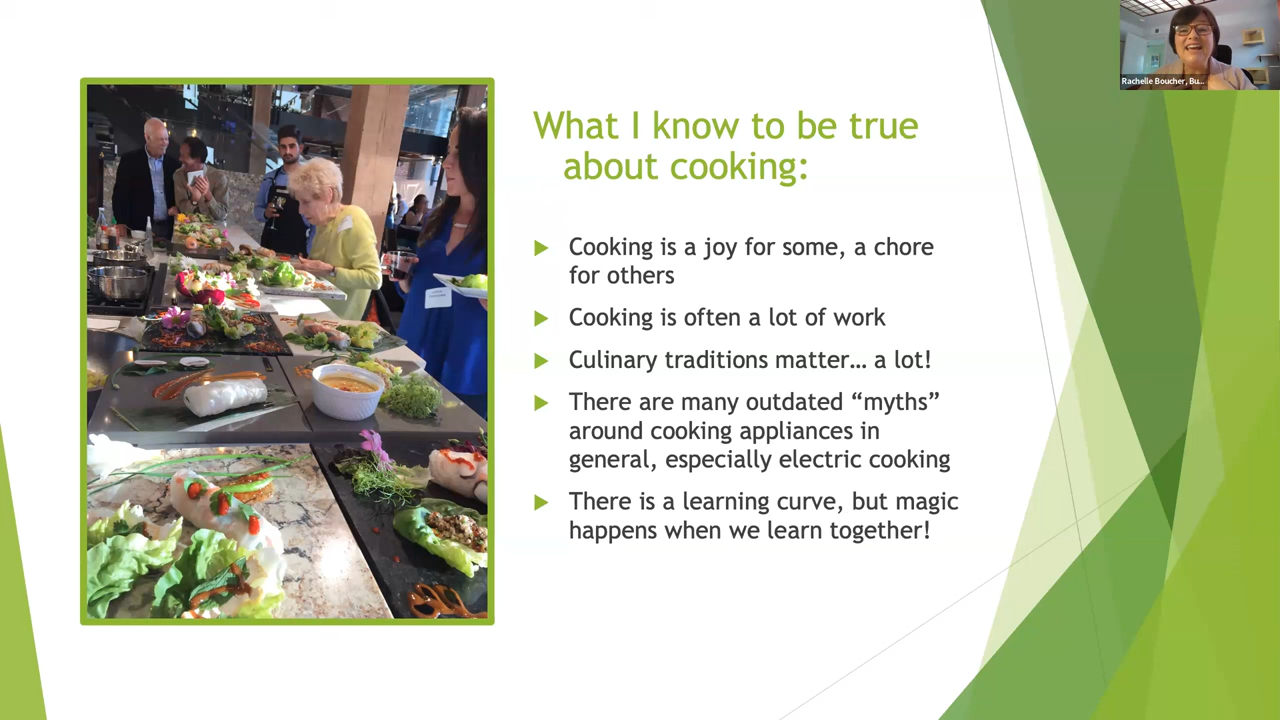 Rachelle Boucher, Bu...
What I know to be true
about cooking:
Cooking is a joy for some, a chore
for others
Cooking is often a lot of work
Culinary traditions matter… a lot!
There are many outdated “myths”
around cooking appliances in
general, especially electric cooking
There is a learning curve, but magic
happens when we learn together!